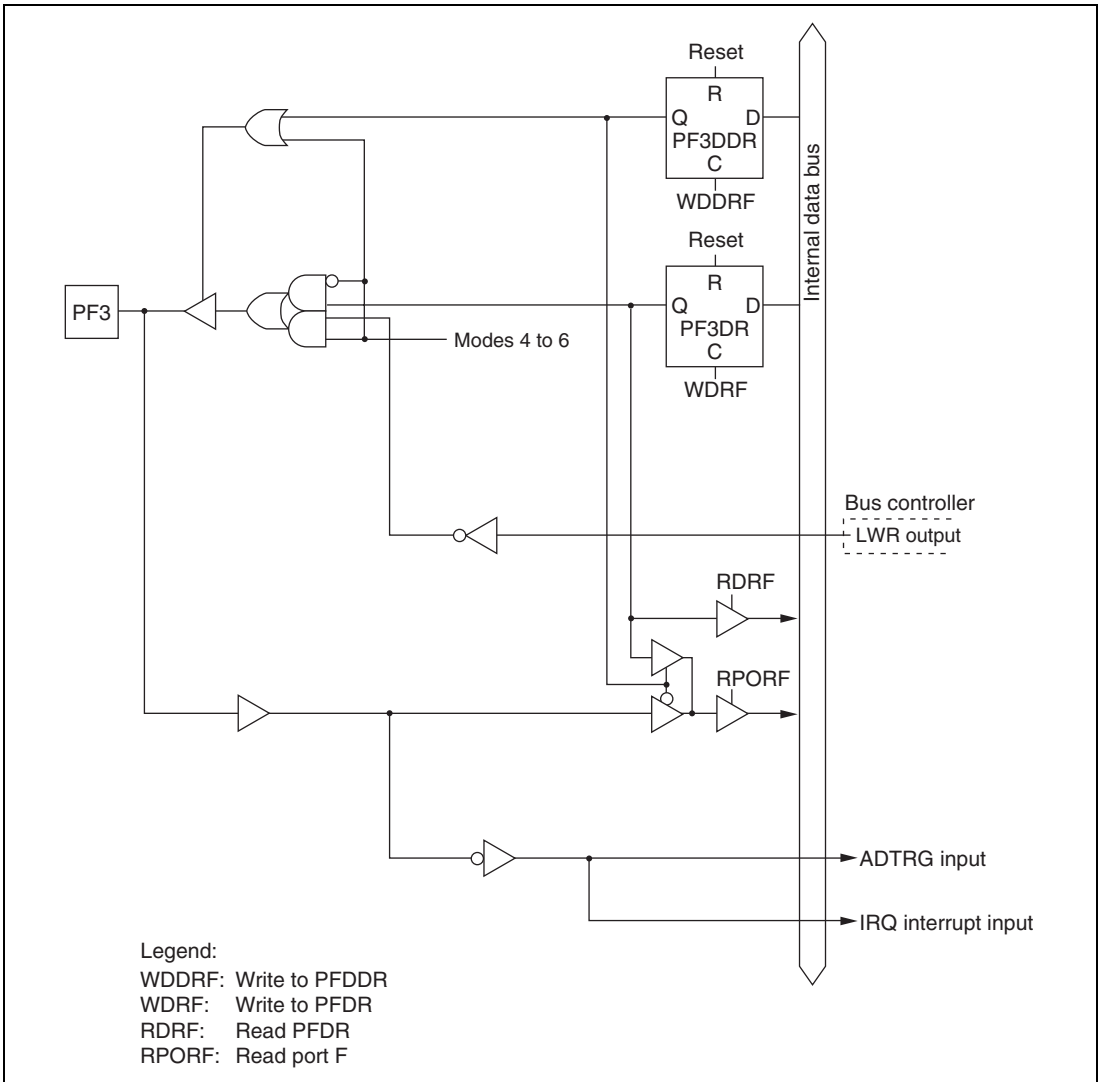 Reset
R
Q D
PF3DDR
C
WDDRF
Internal data bus
Reset
R
Q D
PF3DR
C
WDRF
PF3
Modes 4 to 6
Bus controller
LWR output
RDRF
RPORF
ADTRG input
IRQ interrupt input
Legend:
WDDRF: Write to PFDDR
WDRF: Write to PFDR
RDRF: Read PFDR
RPORF: Read port F